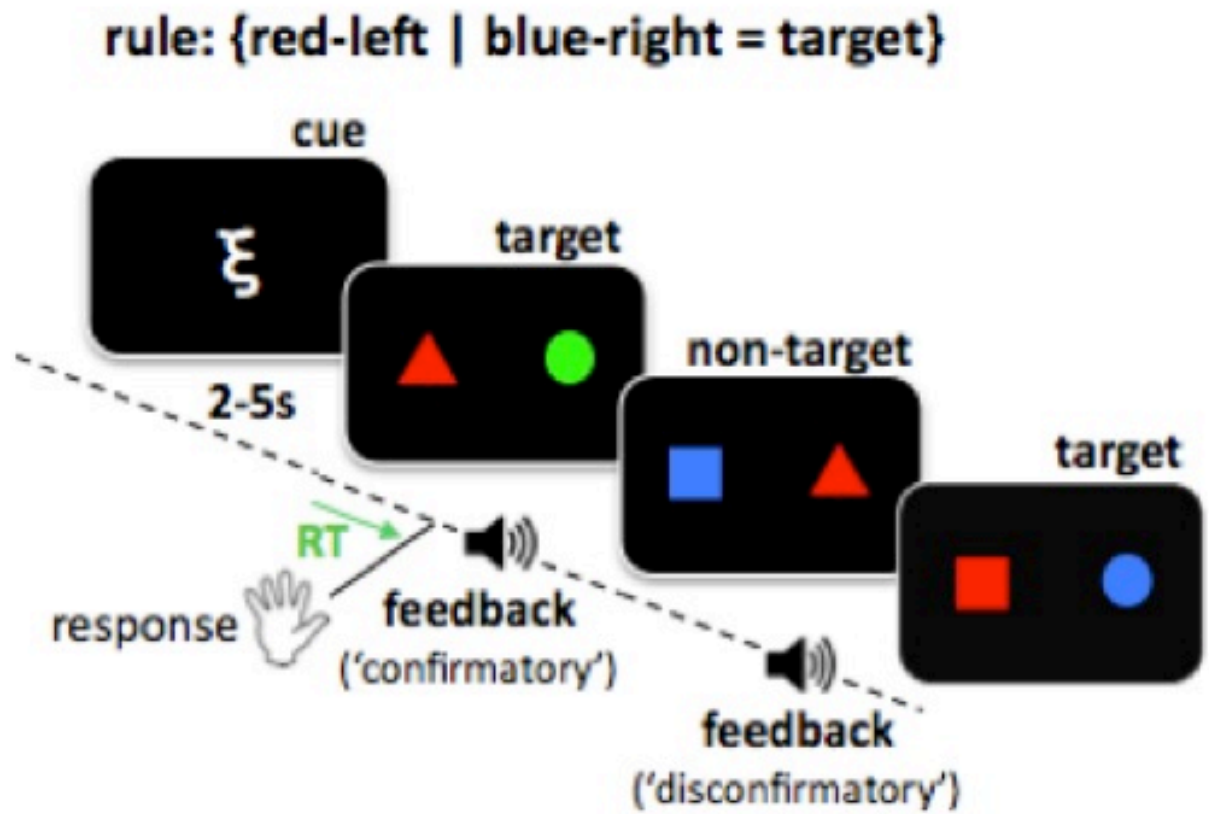 rule: {red-left | blue-right = target}
cue
ξ
target
non-target
target
2-5s
RT
response
feedback
(‘confirmatory’)
feedback
(‘disconfirmatory’)